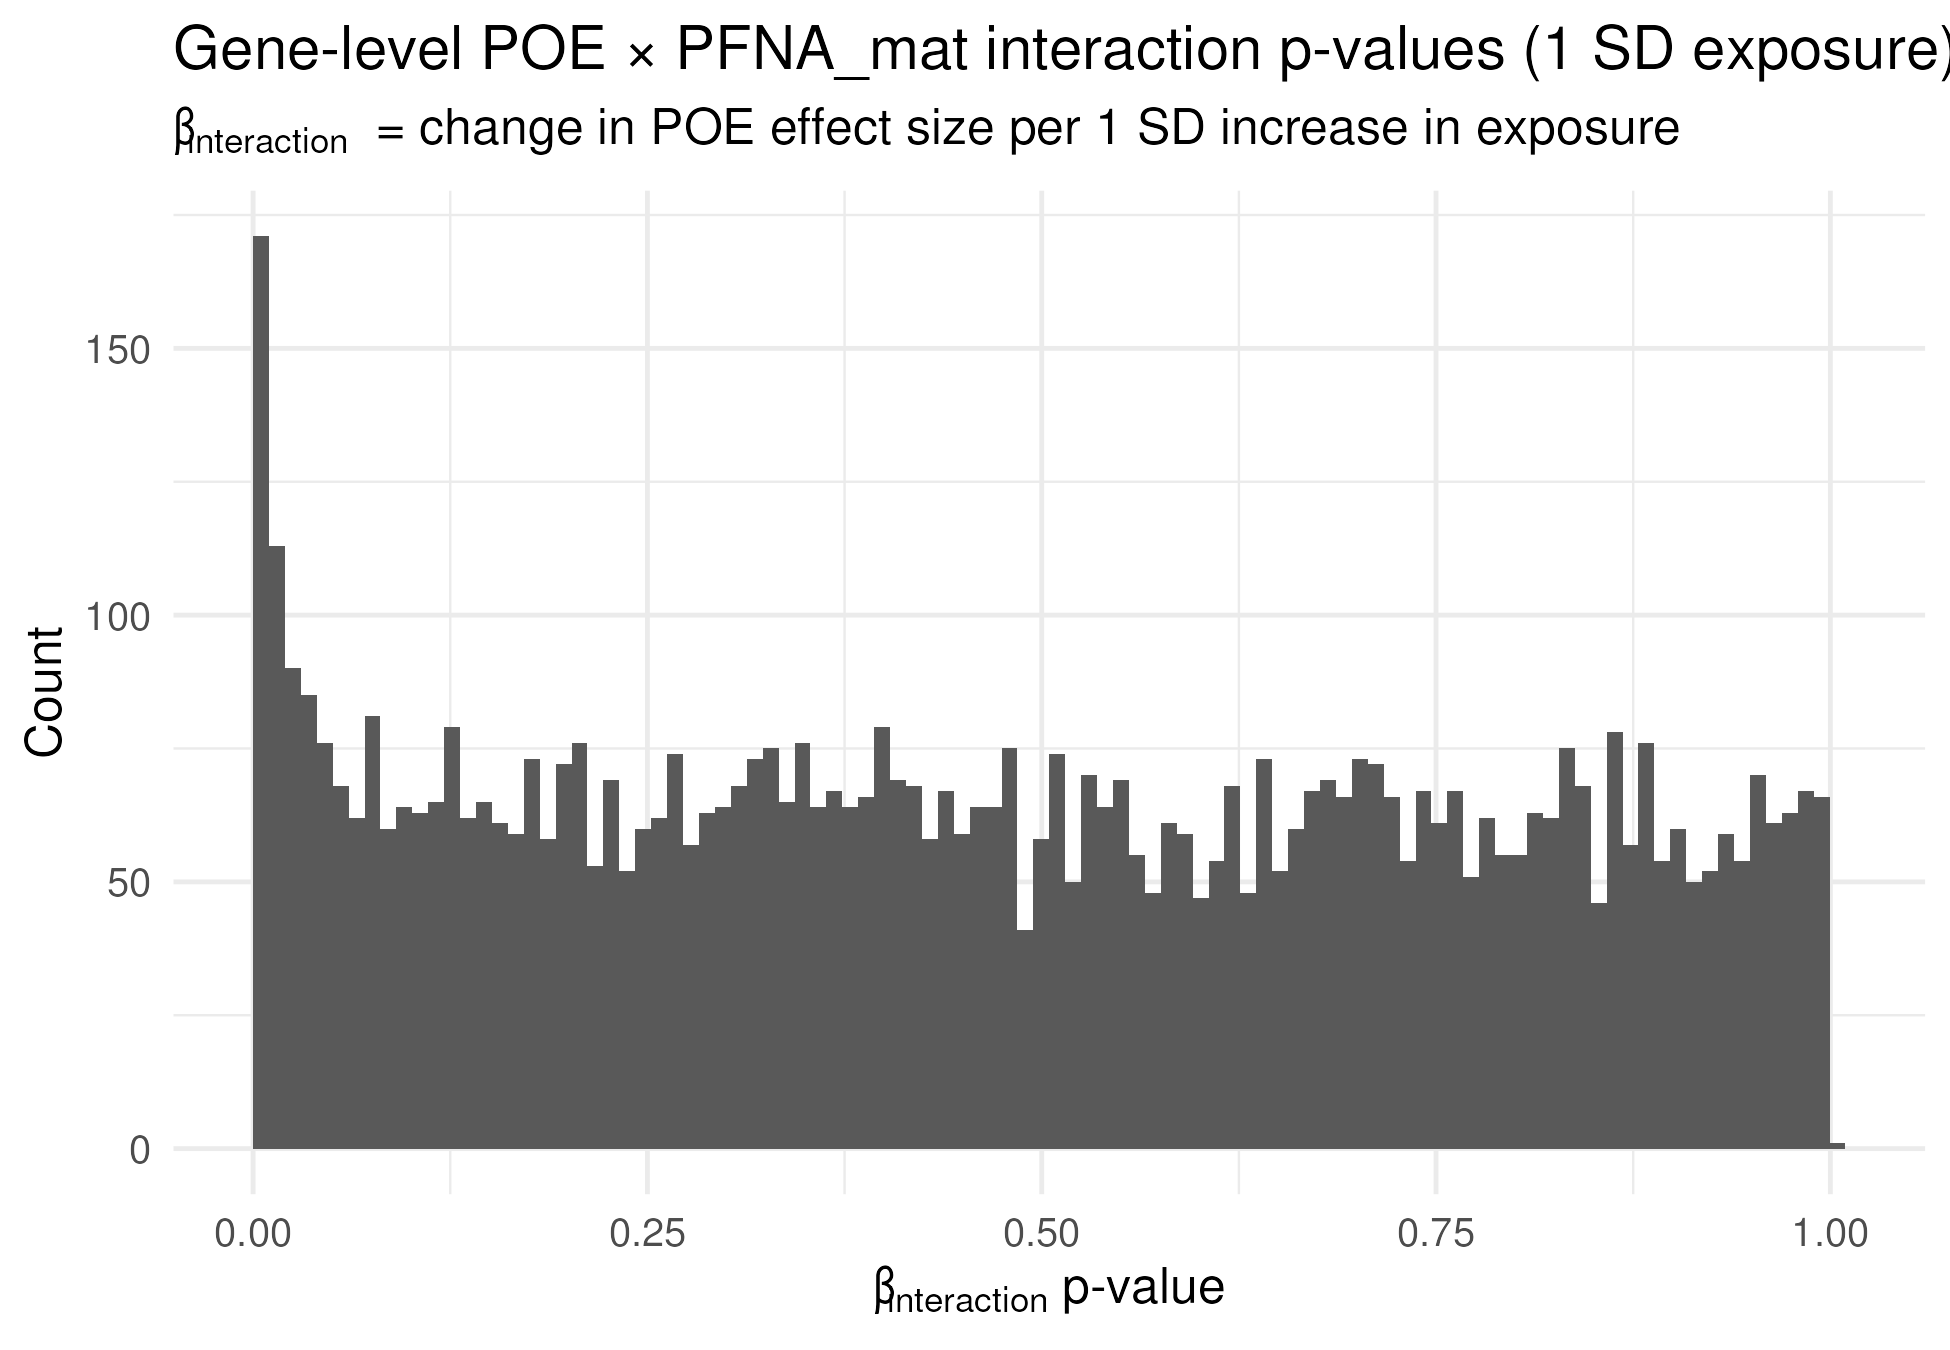 Gene-level POE × PFNA_mat interaction p-values (1 SD exposure)
βinteraction = change in POE effect size per 1 SD increase in exposure
150
100
50
0
Count
0.00 0.25 0.50 0.75 1.00
βinteraction p-value